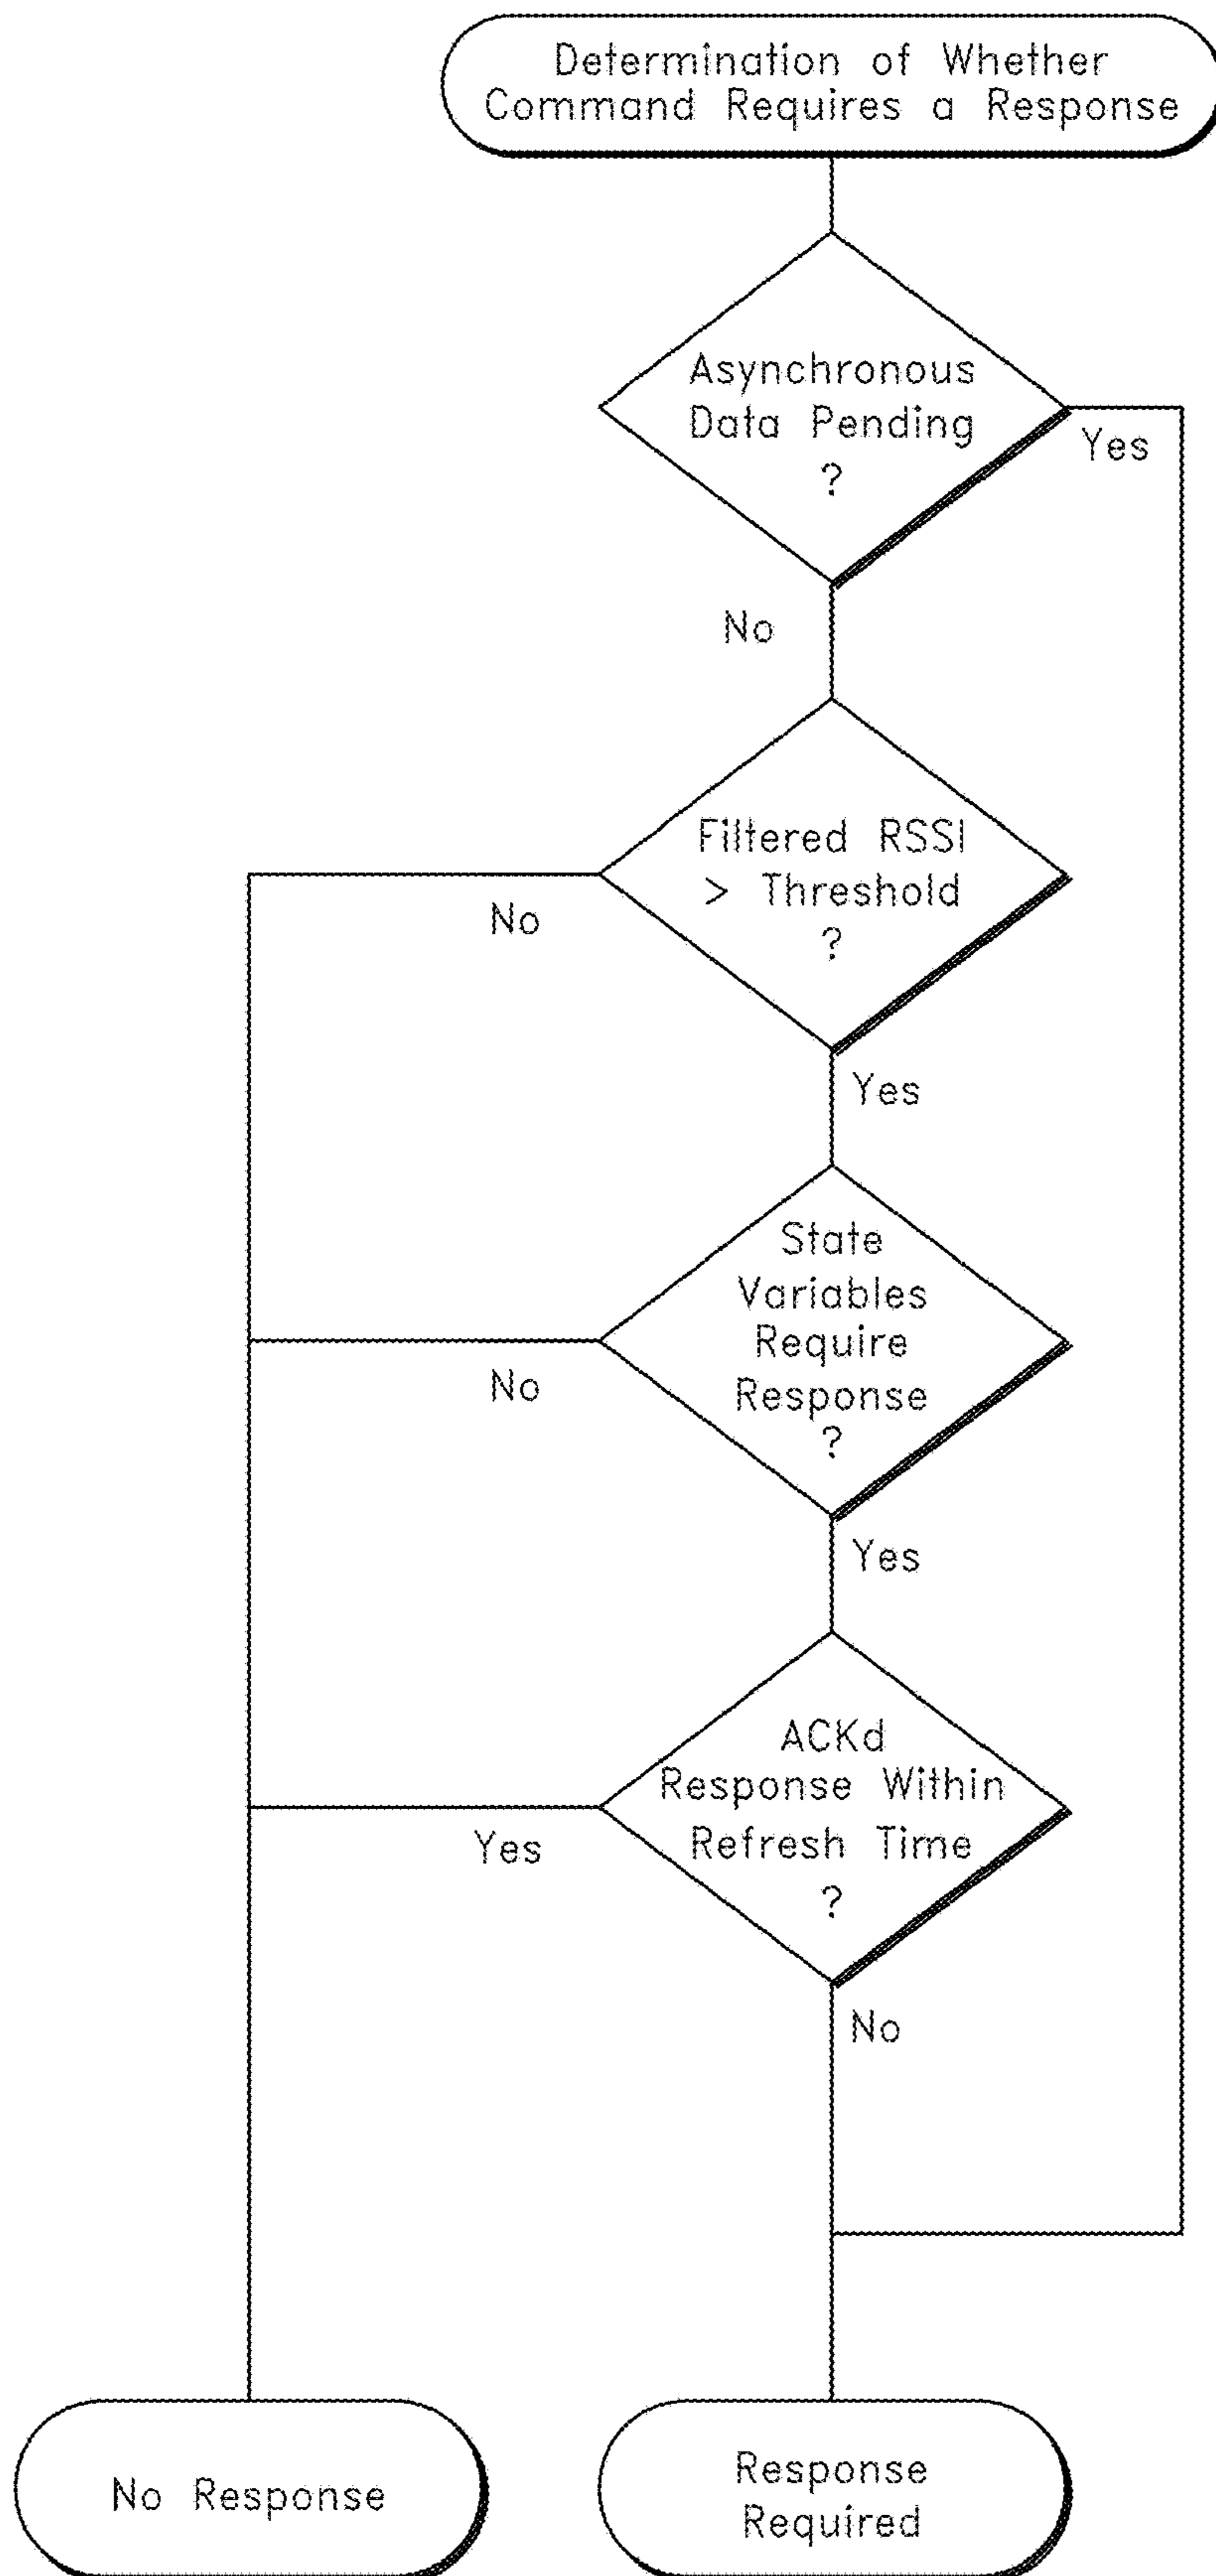 Determination of Whether
Command Requires a Response
Asynchronous
Data Pending
?
Yes
No
Filtered RSSI
> Threshold
?
No
Yes
State
Variables
Require
Response
?
No
Yes
ACKd
Response Within
Refresh Time
?
Yes
No
No Response
Response
Required